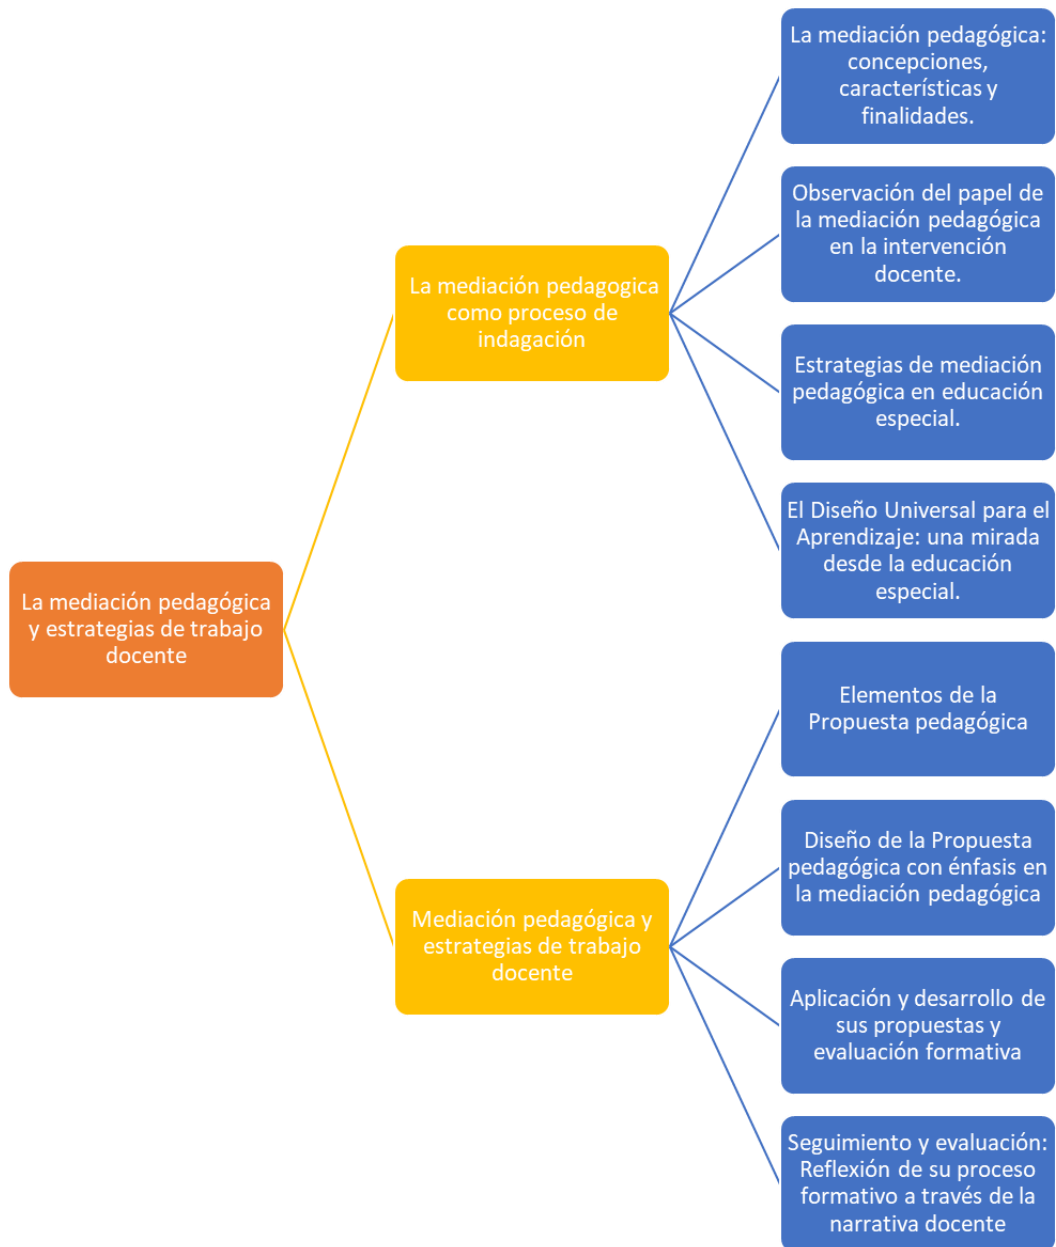 La mediación pedagógica:
concepciones,
características y
finalidades.
Observación del papel de
la mediación pedagógica
en la intervención
docente.
La mediación pedagogica
como proceso de
indagación
Estrategias de mediación
pedagógica en educación
especial.
El Diseño Universal para el
Aprendizaje: una mirada
desde la educación
especial.
La mediación pedagógica
y estrategias de trabajo
docente
Elementos de la
Propuesta pedagógica
Diseño de la Propuesta
pedagógica con énfasis en
la mediación pedagógica
Mediación pedagógica y
estrategias de trabajo
docente
Aplicación y desarrollo de
sus propuestas y
evaluación formativa
Seguimiento y evaluación:
Reflexión de su proceso
formativo a través de la
narrativa docente